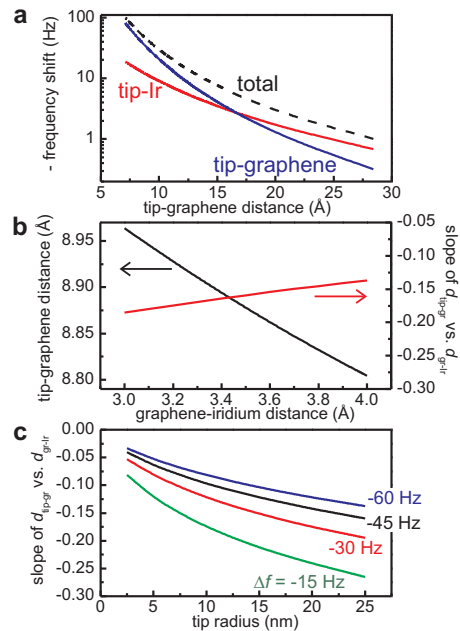 a
- frequency shift (Hz)
100
10
1
total
tip-Ir
tip-graphene
5 10 15 20 25 30
tip-graphene distance (Å)
b
tip-graphene distance (Å)
8.95
8.90
8.85
8.80
-0.05
-0.10
-0.15
-0.20
-0.25
-0.30
slope of d tip-gr vs. d gr-Ir
3.0 3.2 3.4 3.6 3.8 4.0
graphene-iridium distance (Å)
c
slope of d tip-gr vs. d gr-Ir
0.00
-0.05
-0.10
-0.15
-0.20
-0.25
-0.30
-60 Hz
-45 Hz
-30 Hz
Δf = -15 Hz
0 5 10 15 20 25
tip radius (nm)